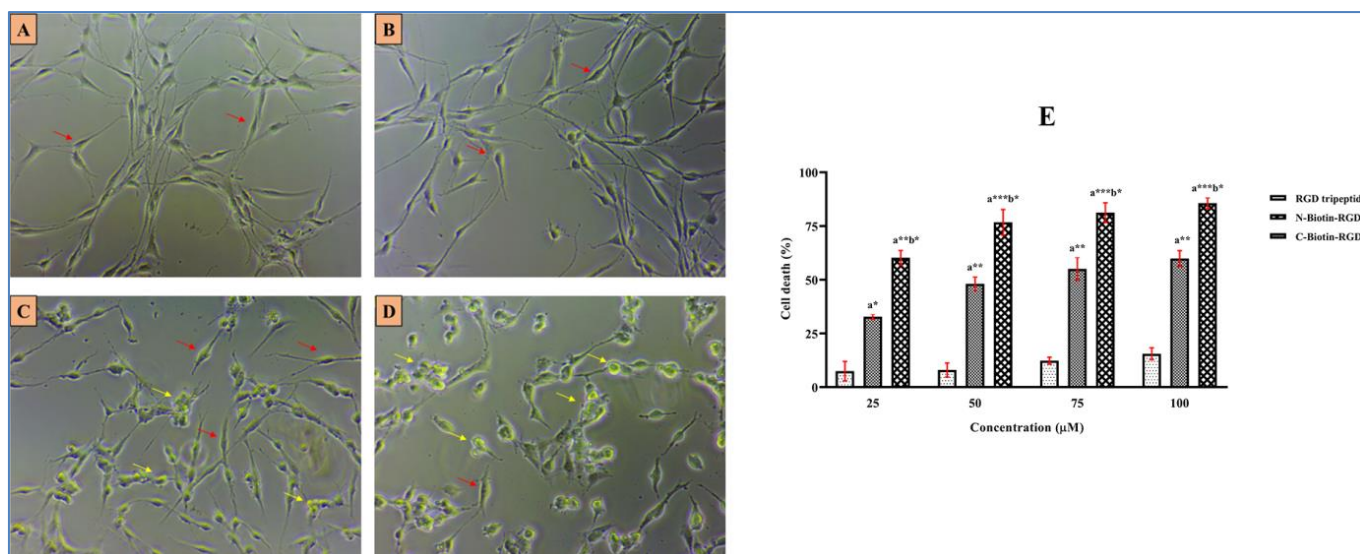 A
B
C
D
E
Cell death (%)
100
75
50
25
0
a*
a**b*
a**
a***b*
a**
a***b*
a**
a***b*
25
50
75
100
Concentration (μM)
RGD tripeptid
N-Biotin-RGD
C-Biotin-RGD